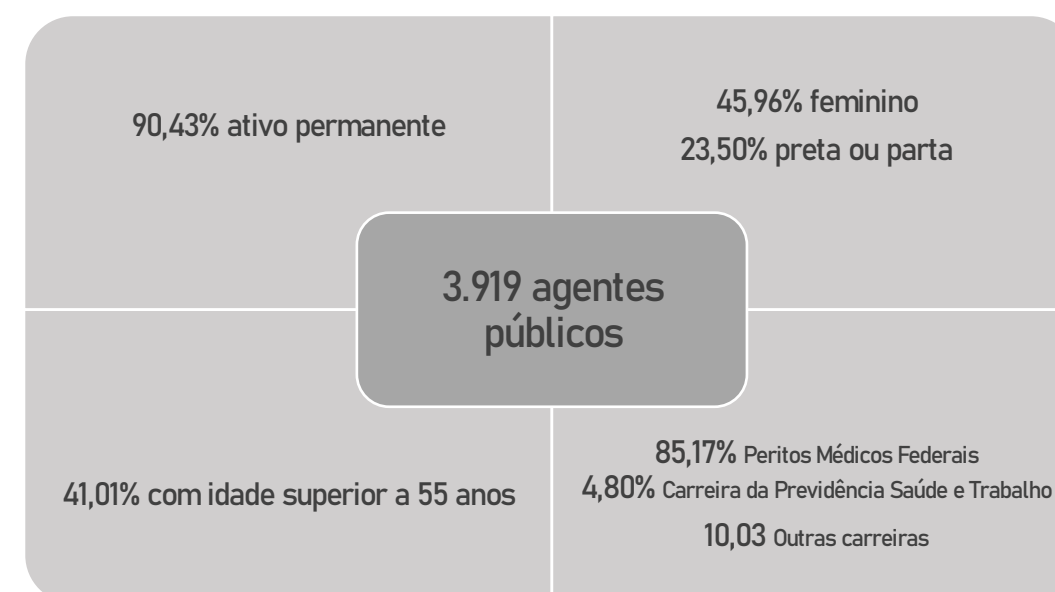 90,43% ativo permanente
45,96% feminino
23,50% preta ou parta
3.919 agentes
públicos
41,01% com idade superior a 55 anos
85,17% Peritos Médicos Federais
4,80% Carreira da Previdência Saúde e Trabalho
10,03 Outras carreiras